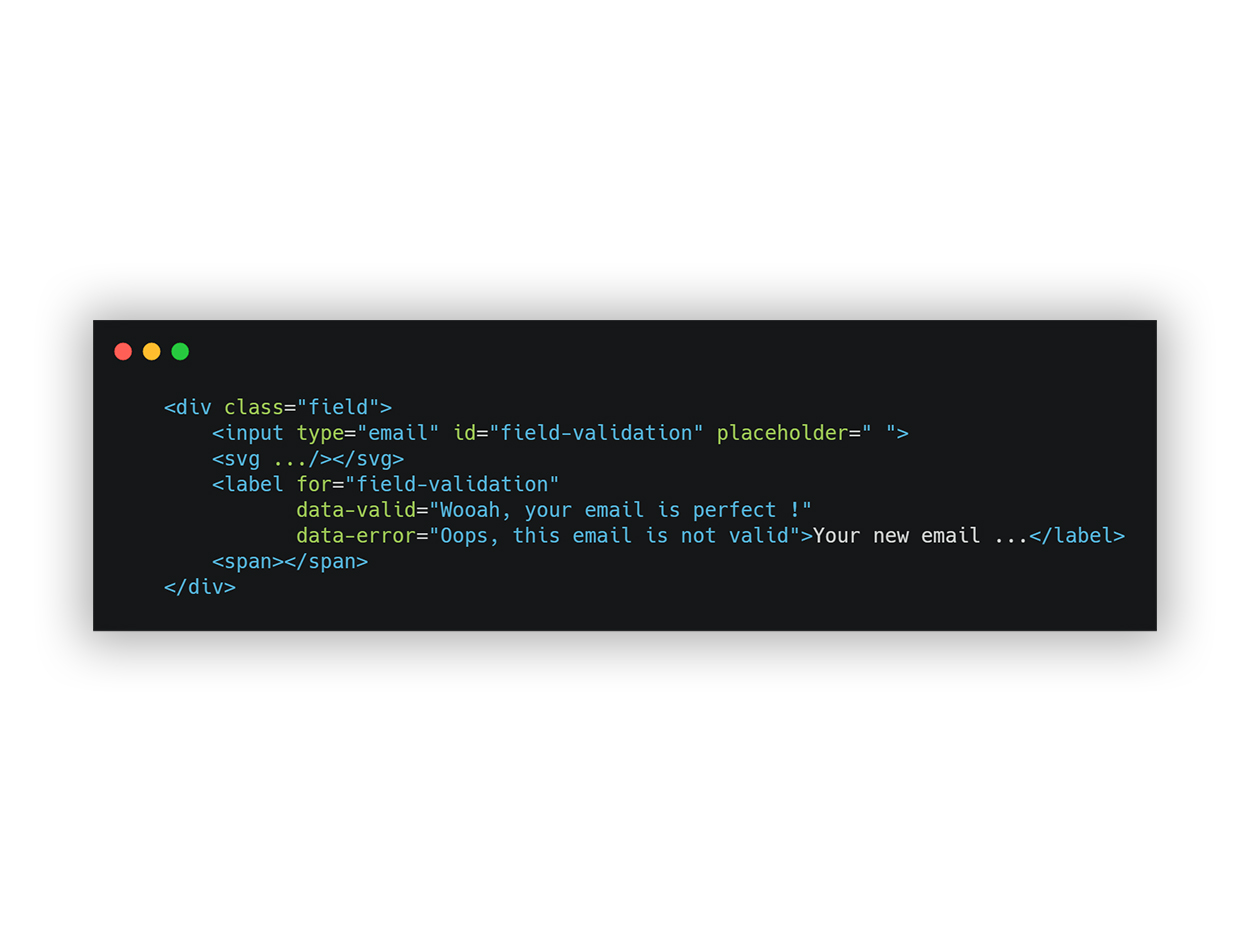 <div class="field">
<input type="email" id="field-validation" placeholder=" ">
<svg .../></svg>
<label for="field-validation"
data-valid="Wooah, your email is perfect !"
data-error="Oops, this email is not valid">Your new email ...</label>
<span></span>
</div>